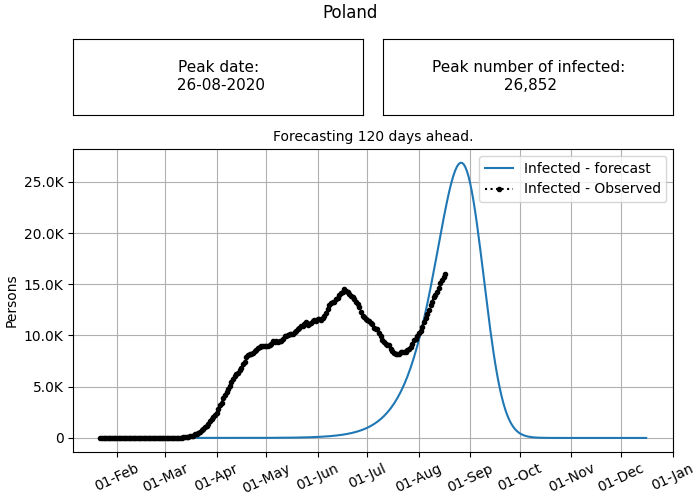 Poland
Peak date:
26-08-2020
Peak number of infected:
26,852
Forecasting 120 days ahead.
Infected - forecast
Infected - Observed
Persons
25.0K
20.0K
15.0K
10.0K
5.0K
0
01-Feb
01-Mar
01-Apr
01-May
01-Jun
01-Jul
01-Aug
01-Sep
01-Oct
01-Nov
01-Dec
01-Jan